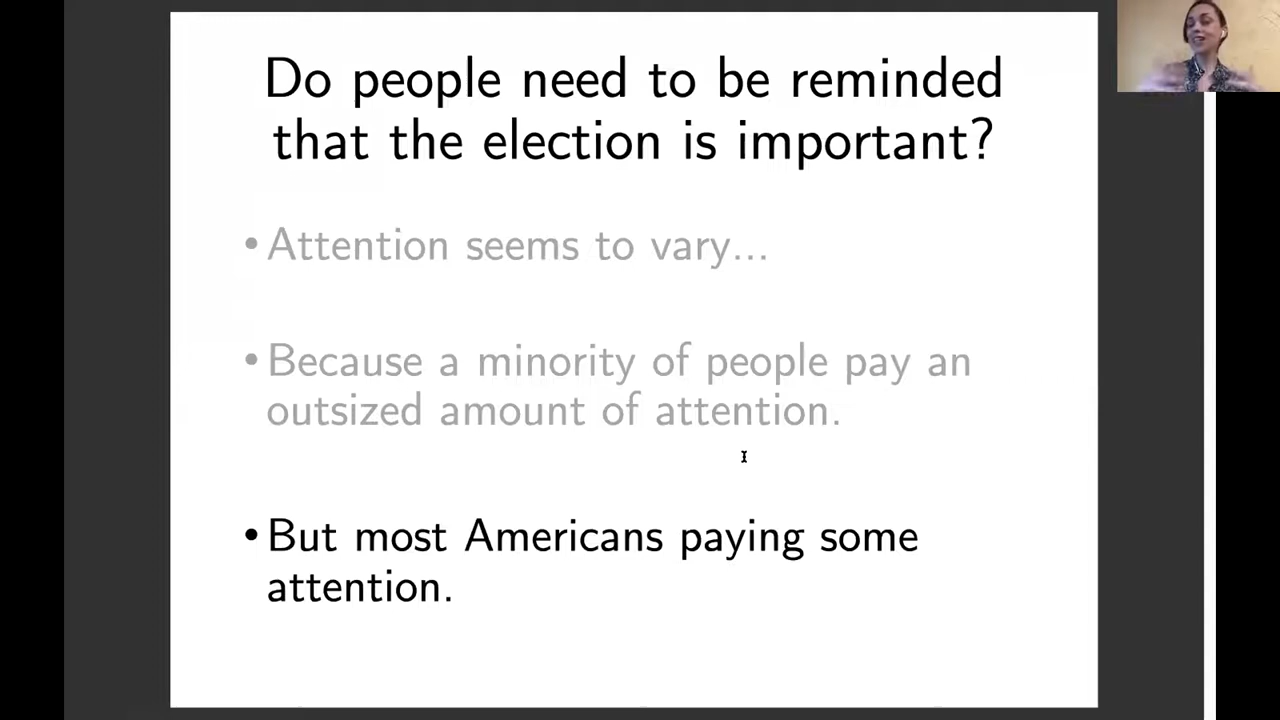 Do people need to be reminded
that the election is important?
• Attention seems to vary...
• Because a minority of people pay an
outsized amount of attention.
• But most Americans paying some
attention.